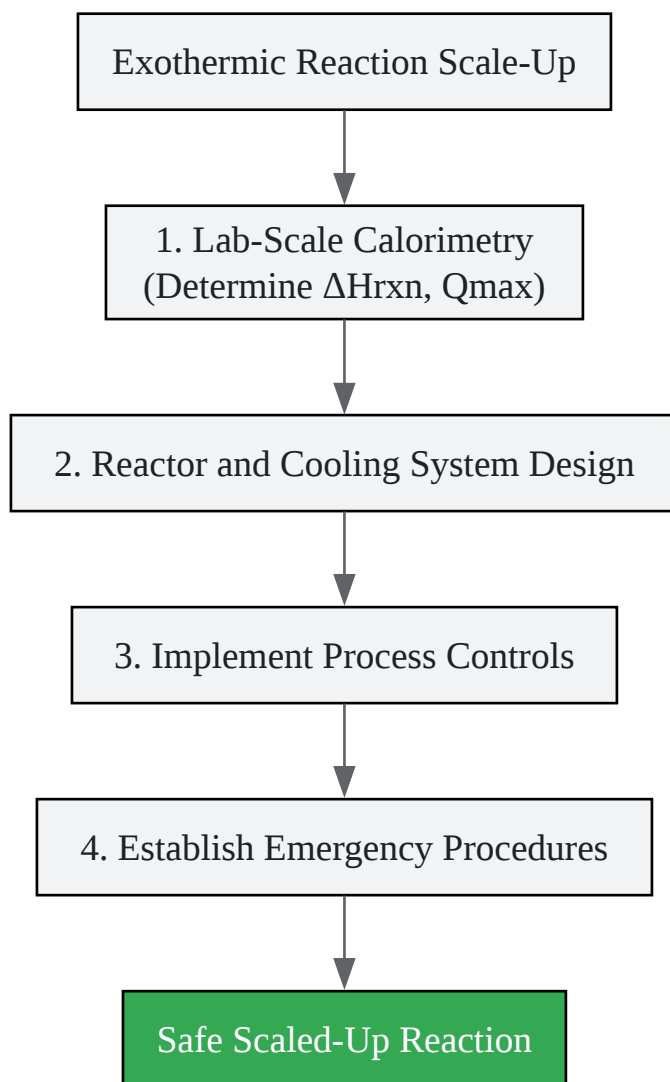 Exothermic Reaction Scale-Up
1. Lab-Scale Calorimetry
(Determine ΔHrxn, Qmax)
2. Reactor and Cooling System Design
3. Implement Process Controls
4. Establish Emergency Procedures
Safe Scaled-Up Reaction